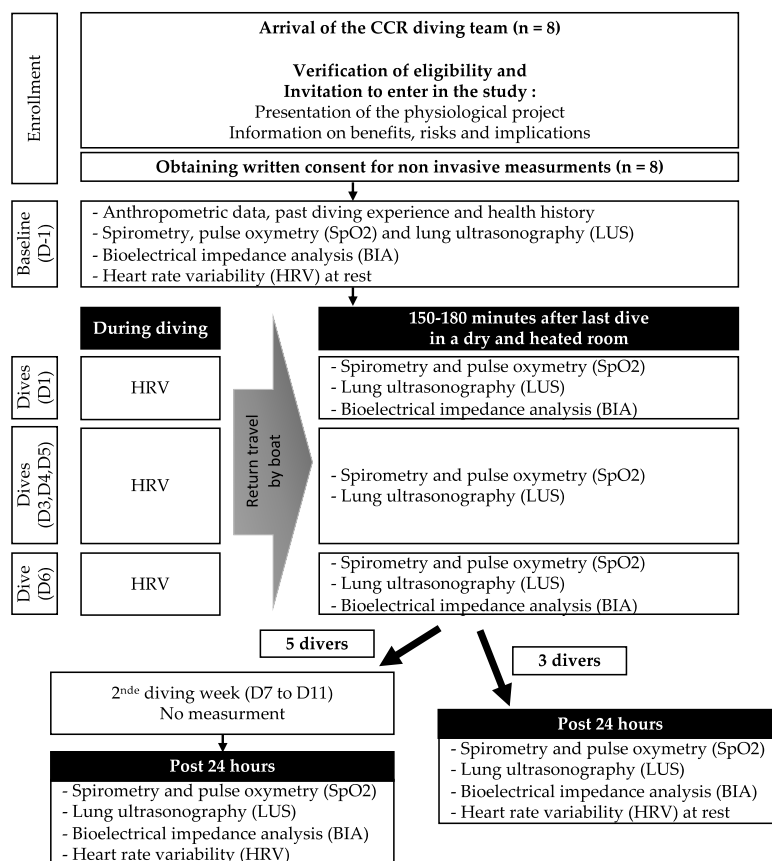 Enrollment
Arrival of the CCR diving team (n = 8)
Verification of eligibility and
Invitation to enter in the study :
Presentation of the physiological project
Information on benefits, risks and implications
Obtaining written consent for non invasive measurments (n = 8)
Baseline
(D-1)
- Anthropometric data, past diving experience and health history
- Spirometry, pulse oxymetry (SpO2) and lung ultrasonography (LUS)
- Bioelectrical impedance analysis (BIA)
- Heart rate variability (HRV) at rest
During diving
150-180 minutes after last dive
in a dry and heated room
Dives
(D1)
HRV
- Spirometry and pulse oxymetry (SpO2)
- Lung ultrasonography (LUS)
- Bioelectrical impedance analysis (BIA)
Return travel
by boat
Dives
(D3,D4,D5)
HRV
- Spirometry and pulse oxymetry (SpO2)
- Lung ultrasonography (LUS)
Dive
(D6)
HRV
- Spirometry and pulse oxymetry (SpO2)
- Lung ultrasonography (LUS)
- Bioelectrical impedance analysis (BIA)
5 divers
3 divers
2nde diving week (D7 to D11)
No measurment
Post 24 hours
- Spirometry and pulse oxymetry (SpO2)
- Lung ultrasonography (LUS)
- Bioelectrical impedance analysis (BIA)
- Heart rate variability (HRV)
Post 24 hours
- Spirometry and pulse oxymetry (SpO2)
- Lung ultrasonography (LUS)
- Bioelectrical impedance analysis (BIA)
- Heart rate variability (HRV) at rest